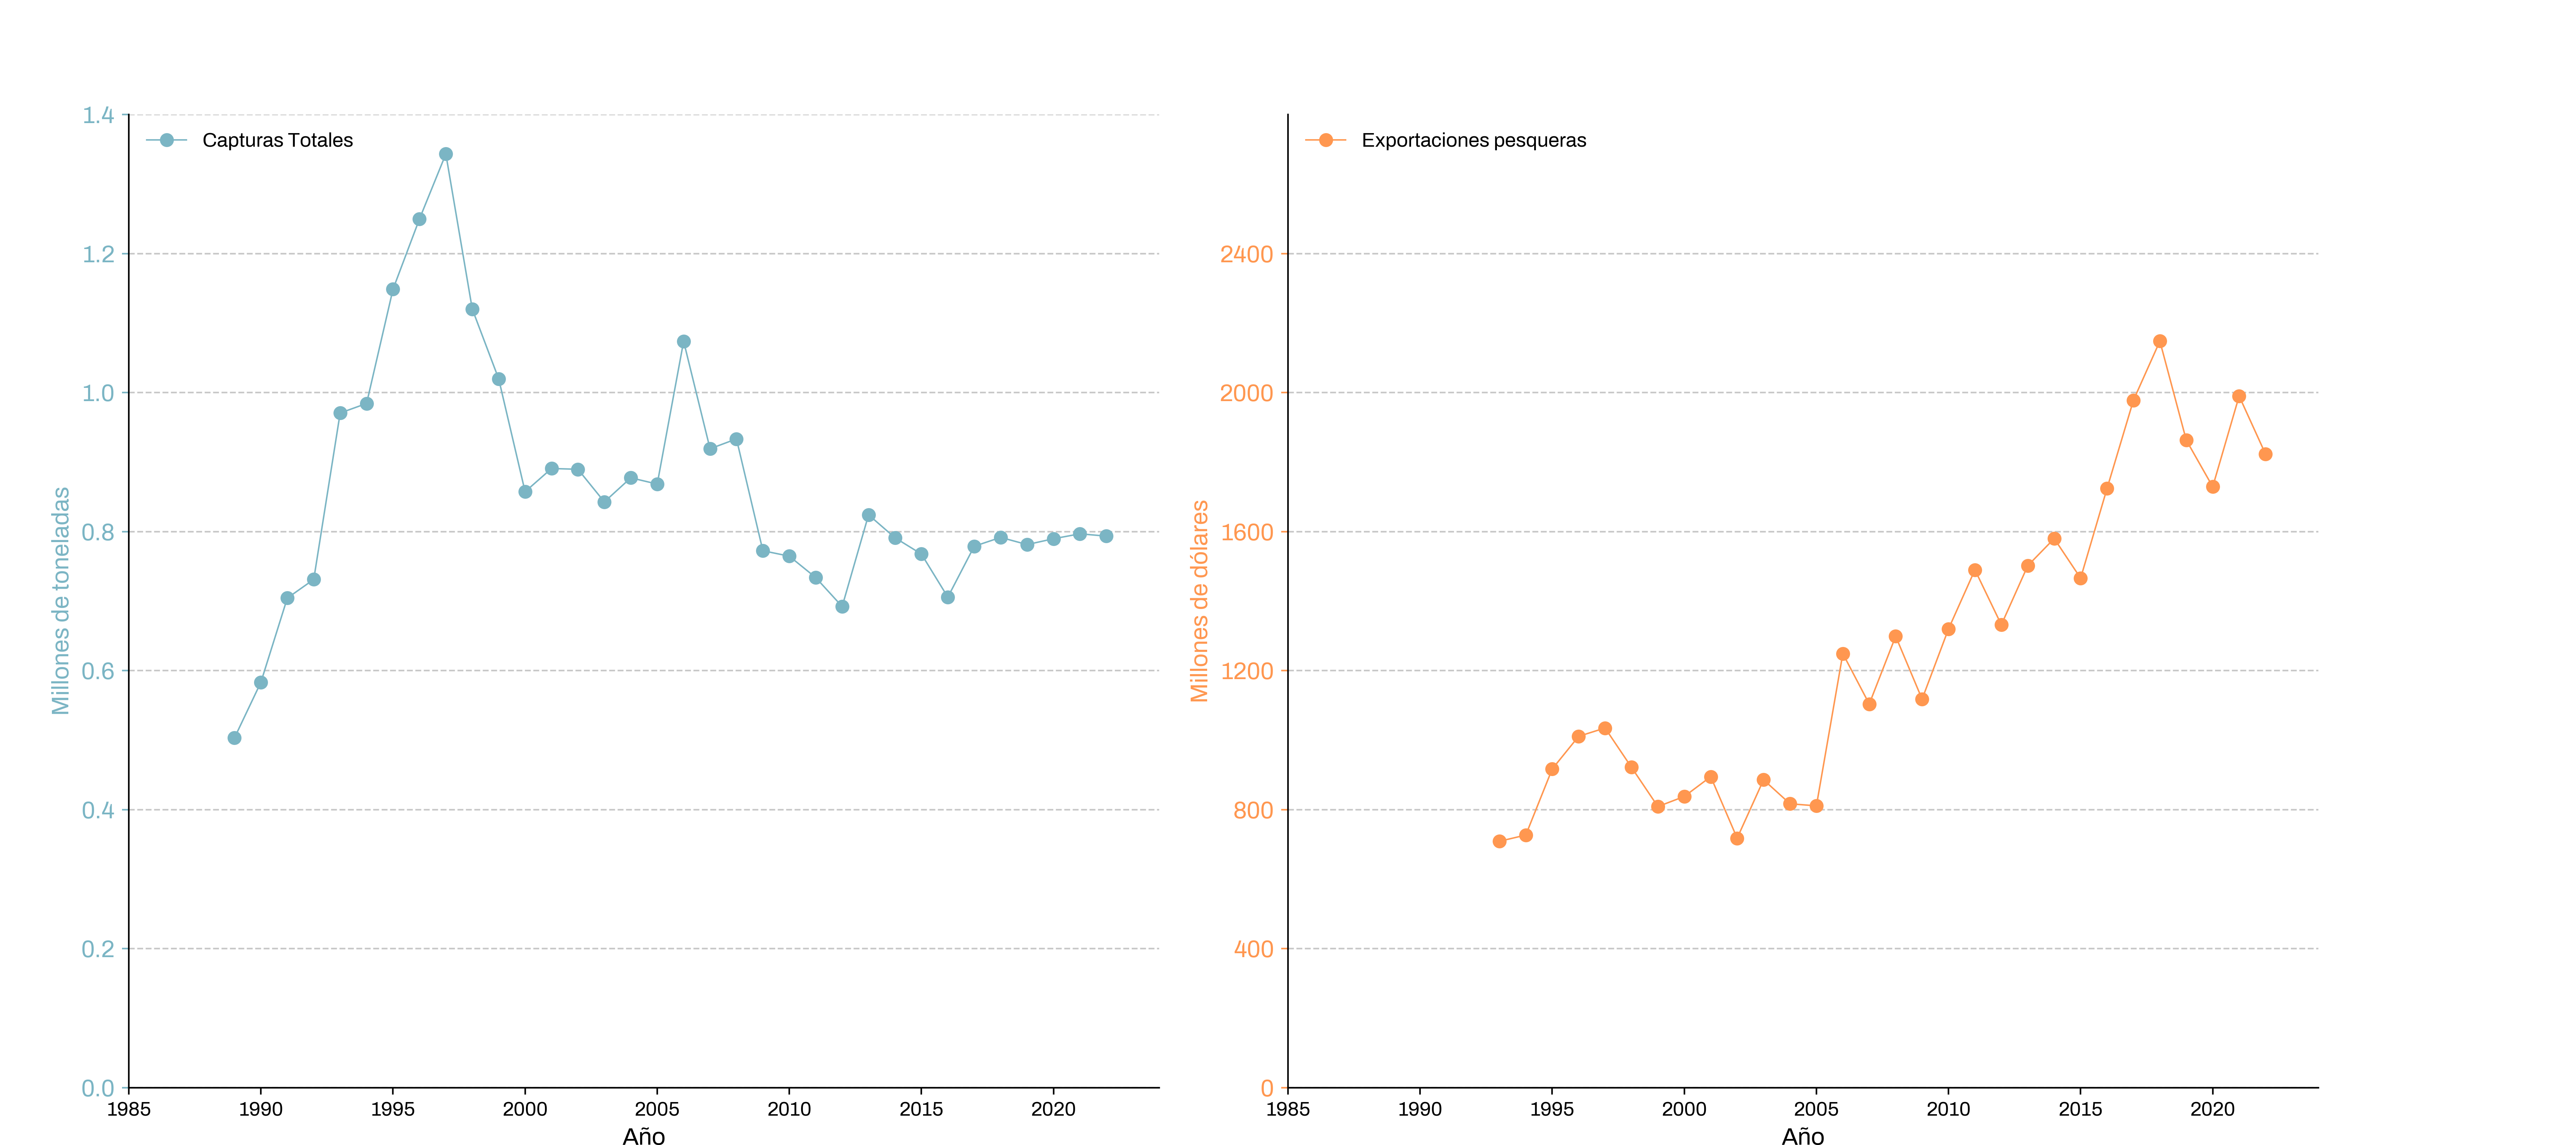 Capturas Totales
Millones de toneladas
1.4
1.2
1.0
0.8
0.6
0.4
0.2
0.0
1985 1990 1995 2000 2005 2010 2015 2020
Año
Exportaciones pesqueras
Millones de dólares
2400
2000
1600
1200
800
400
0
1985 1990 1995 2000 2005 2010 2015 2020
Año